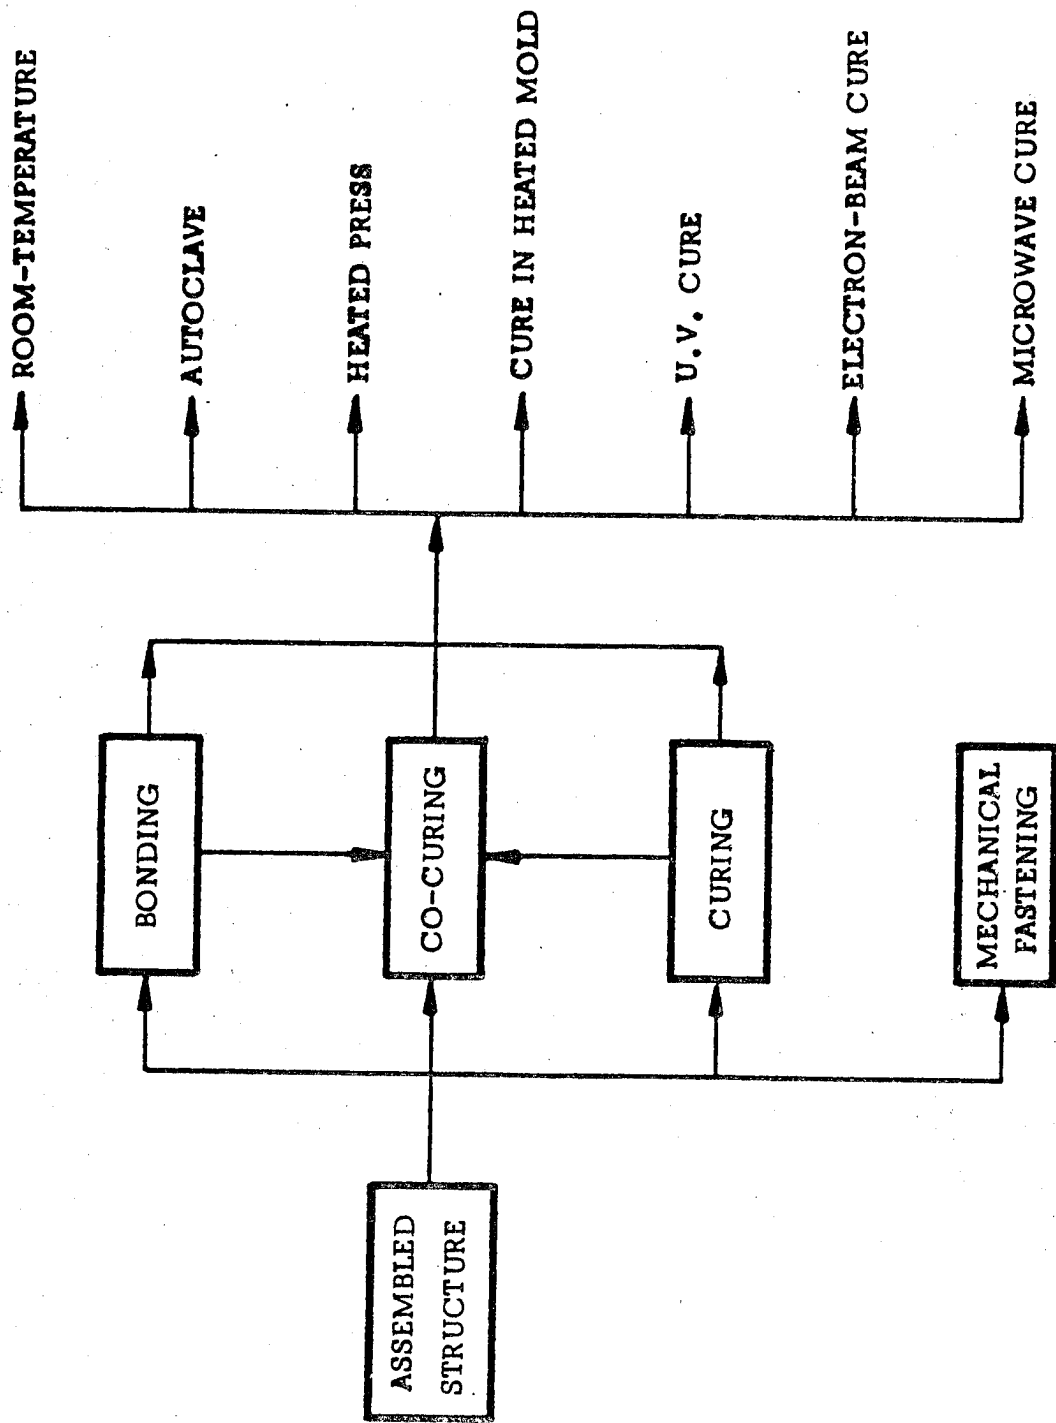 ASSEMBLED
STRUCTURE
BONDING
CO-CURING
CURING
MECHANICAL
FASTENING
ROOM-TEMPERATURE
AUTOCLAVE
HEATED PRESS
CURE IN HEATED MOLD
U.V. CURE
ELECTRON-BEAM CURE
MICROWAVE CURE